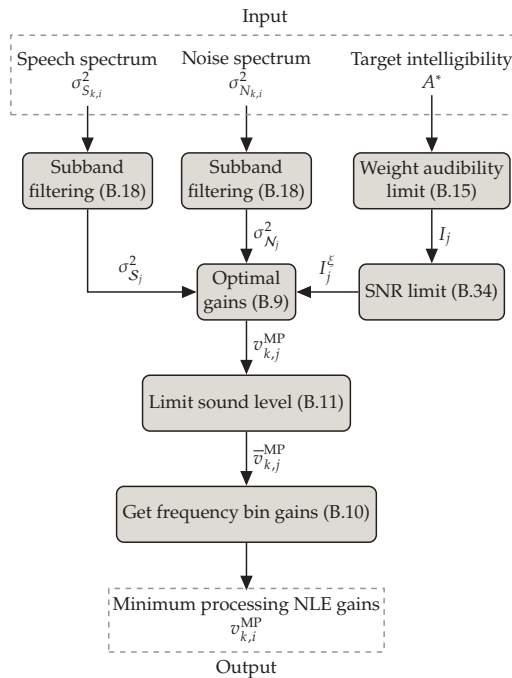 Input
Speech spectrum
σ²_{S_{k,i}}
Noise spectrum
σ²_{N_{k,i}}
Target intelligibility
A*
Subband
filtering (B.18)
Subband
filtering (B.18)
Weight audibility
limit (B.15)
σ²_{𝒮_j}
σ²_{𝒩_j}
I_j
Optimal
gains (B.9)
I_j^ξ
SNR limit (B.34)
v_{k,j}^{MP}
Limit sound level (B.11)
v̄_{k,j}^{MP}
Get frequency bin gains (B.10)
Minimum processing NLE gains
v_{k,i}^{MP}
Output